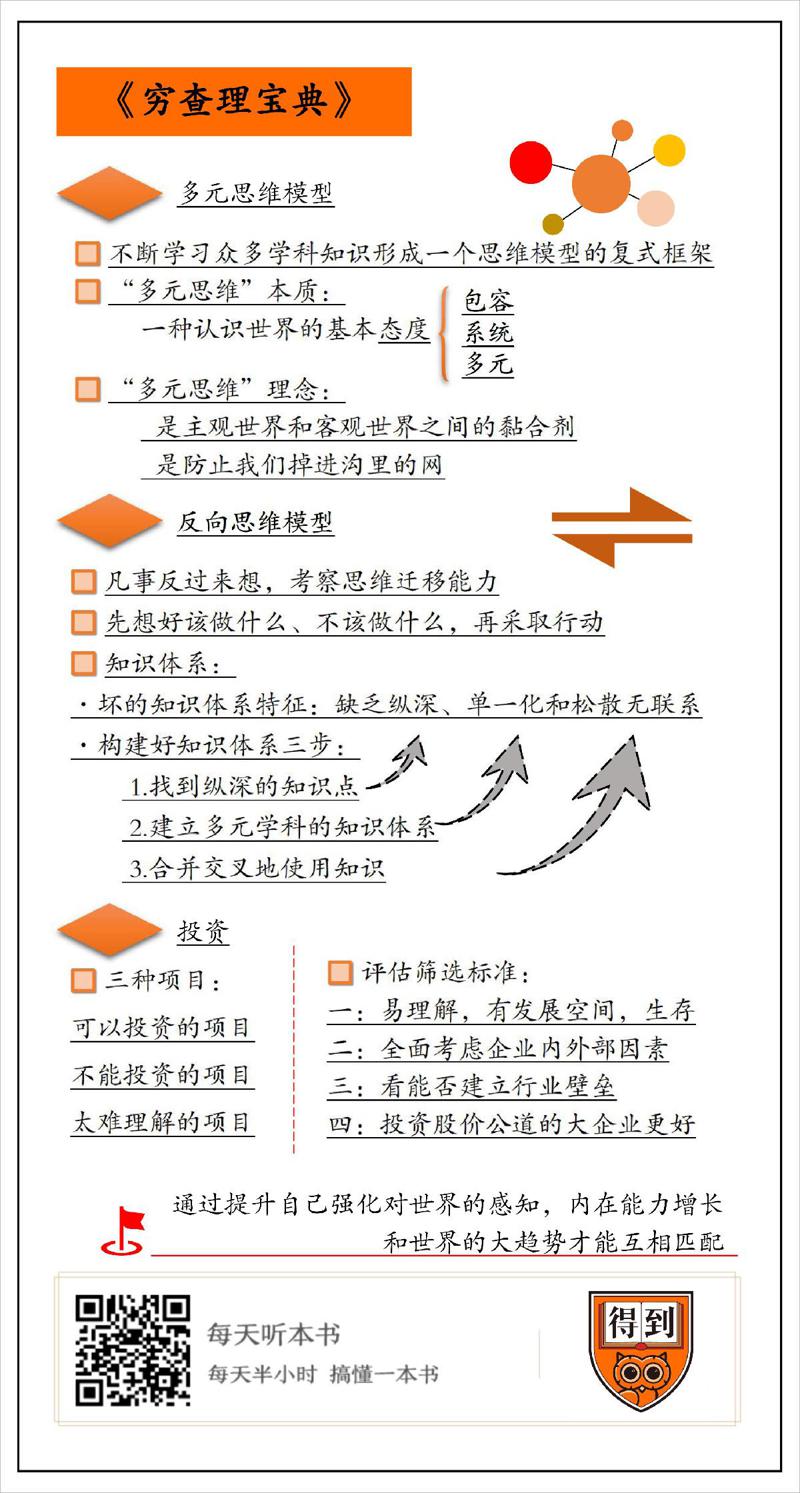 《穷查理宝典》
多元思维模型
不断学习众多学科知识形成一个思维模型的复式框架
“多元思维”本质：
一种认识世界的基本态度
包容
系统
多元
“多元思维”理念：
是主观世界和客观世界之间的黏合剂
是防止我们掉进沟里的网
反向思维模型
凡事反过来想，考察思维迁移能力
先想好该做什么、不该做什么，再采取行动
知识体系：
·坏的知识体系特征：缺乏纵深、单一化和松散无联系
·构建好知识体系三步：
1.找到纵深的知识点
2.建立多元学科的知识体系
3.合并交叉地使用知识
投资
三种项目：
可以投资的项目
不能投资的项目
太难理解的项目
评估筛选标准：
一：易理解，有发展空间，生存
二：全面考虑企业内外部因素
三：看能否建立行业壁垒
四：投资股价公道的大企业更好
通过提升自己强化对世界的感知，内在能力增长
和世界的大趋势才能互相匹配
每天听本书
每天半小时 搞懂一本书
得到